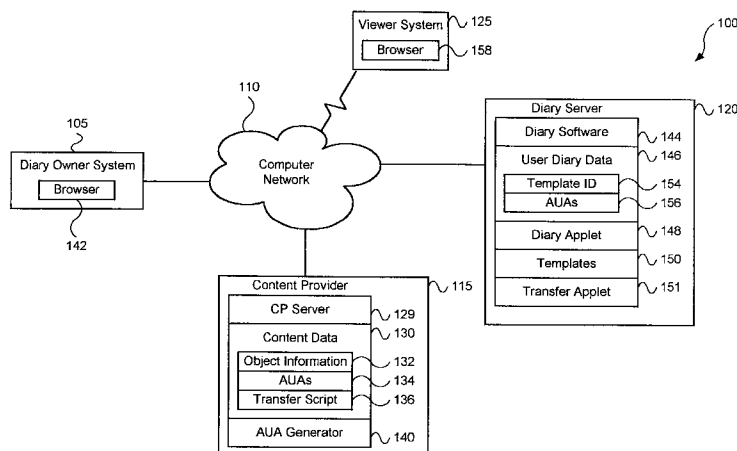 Viewer System
125
Browser
158
100
110
105
Diary Owner System
Browser
142
Computer
Network
Diary Server
120
Diary Software
144
User Diary Data
146
Template ID
154
AUAs
156
Diary Applet
148
Templates
150
Transfer Applet
151
Content Provider
115
CP Server
129
Content Data
130
Object Information
132
AUAs
134
Transfer Script
136
AUA Generator
140